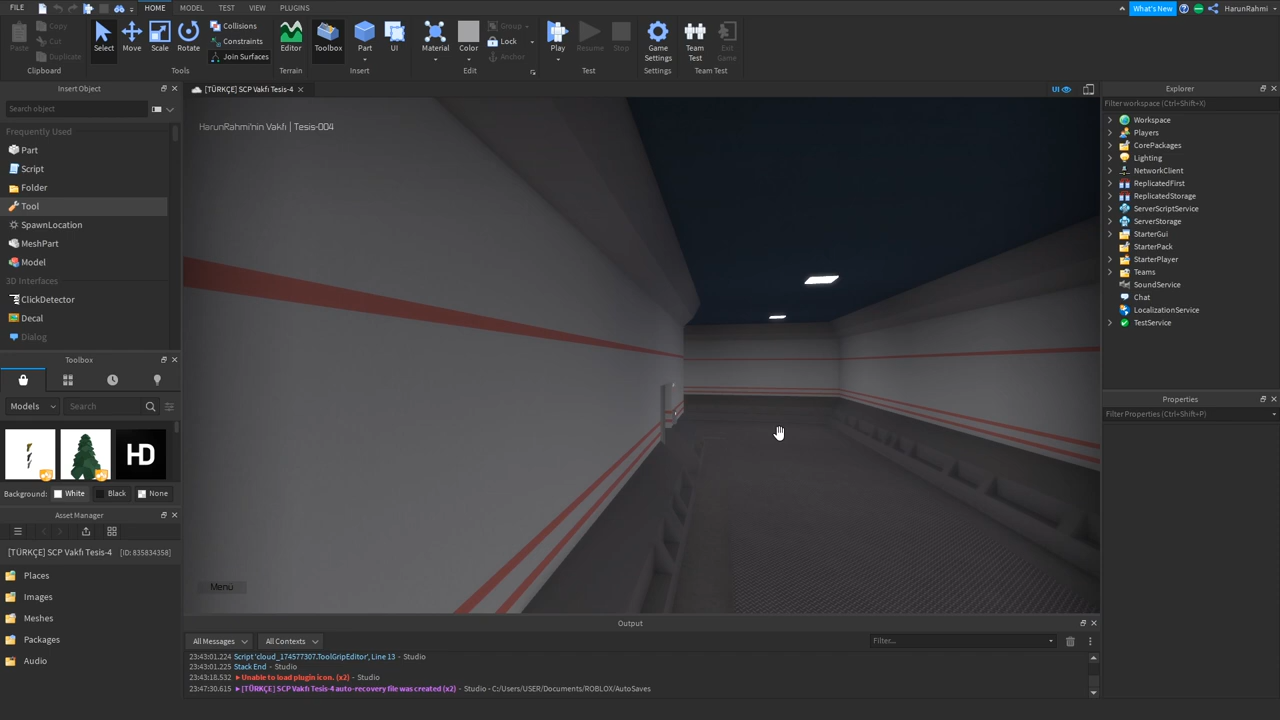 FILE HOME MODEL TEST VIEW PLUGINS What's New HarunRahmi
Paste Copy Cut Duplicate Clipboard
Select Move Scale Rotate Collisions Constraints Join Surfaces Tools
Editor Terrain
Toolbox Part UI Insert
Material Color Group Lock Anchor Edit
Play Resume Stop Test
Game Settings Settings
Team Test Exit Game Team Test
Insert Object
Search object
Frequently Used
Part
Script
Folder
Tool
SpawnLocation
MeshPart
Model
3D Interfaces
ClickDetector
Decal
Dialog
Toolbox
Models Search
HD
Background: White Black None
Asset Manager
[TÜRKÇE] SCP Vakfı Tesis-4 [ID: 835834358]
Places
Images
Meshes
Packages
Audio
[TÜRKÇE] SCP Vakfı Tesis-4 UI
HarunRahmi'nin Vakfı | Tesis-004
Menü
Output
All Messages All Contexts Filter...
23:43:01.224 Script 'cloud_174577307.ToolGripEditor', Line 13 - Studio
23:43:01.225 Stack End - Studio
23:43:18.532 Unable to load plugin icon. (x2) - Studio
23:47:30.615 [TÜRKÇE] SCP Vakfı Tesis-4 auto-recovery file was created (x2) - Studio - C:/Users/USER/Documents/ROBLOX/AutoSaves
Explorer
Filter workspace (Ctrl+Shift+X)
Workspace
Players
CorePackages
Lighting
NetworkClient
ReplicatedFirst
ReplicatedStorage
ServerScriptService
ServerStorage
StarterGui
StarterPack
StarterPlayer
Teams
SoundService
Chat
LocalizationService
TestService
Properties
Filter Properties (Ctrl+Shift+P)